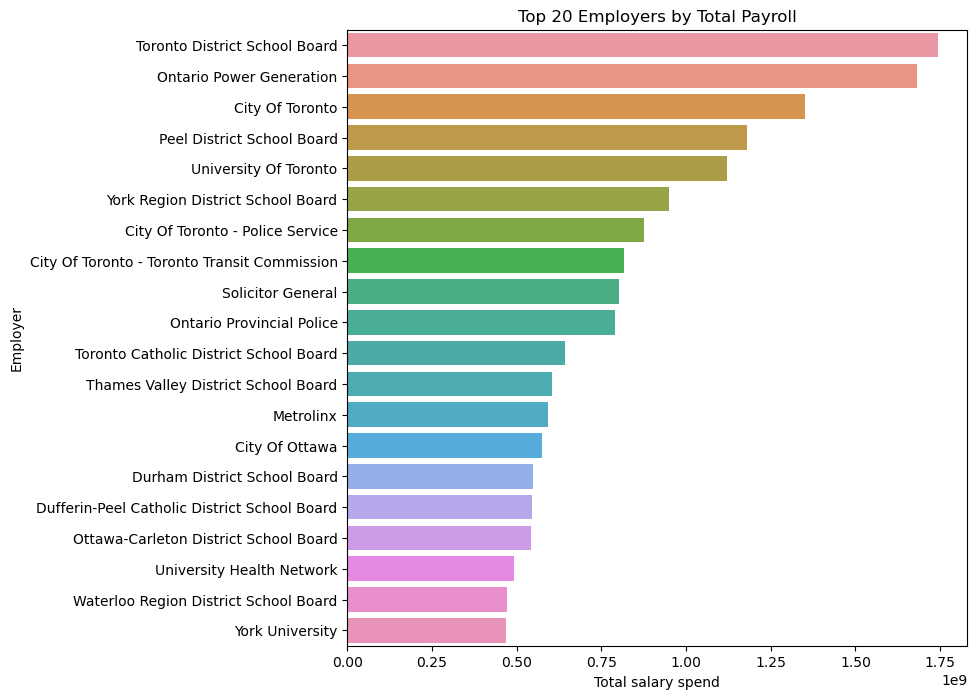 Top 20 Employers by Total Payroll
Toronto District School Board
Ontario Power Generation
City Of Toronto
Peel District School Board
University Of Toronto
York Region District School Board
City Of Toronto - Police Service
City Of Toronto - Toronto Transit Commission
Solicitor General
Ontario Provincial Police
Toronto Catholic District School Board
Thames Valley District School Board
Metrolinx
City Of Ottawa
Durham District School Board
Dufferin-Peel Catholic District School Board
Ottawa-Carleton District School Board
University Health Network
Waterloo Region District School Board
York University
Employer
0.00 0.25 0.50 0.75 1.00 1.25 1.50 1.75
1e9
Total salary spend